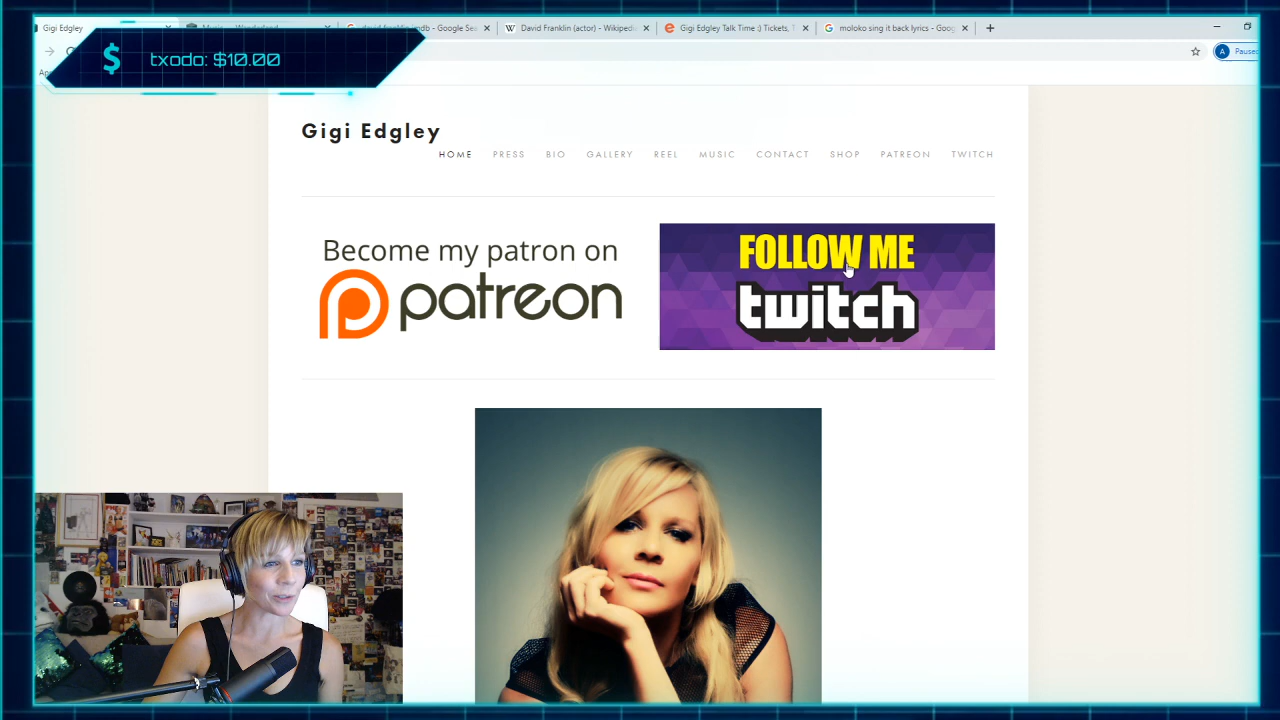 Gigi Edgley
David Franklin (actor) - Wikipedi
Gigi Edgley Talk Time :) Tickets, T
moloko sing it back lyrics - Goog
$ txodo: $10.00
A Paused
Gigi Edgley
HOME PRESS BIO GALLERY REEL MUSIC CONTACT SHOP PATREON TWITCH
Become my patron on
patreon
FOLLOW ME
twitch